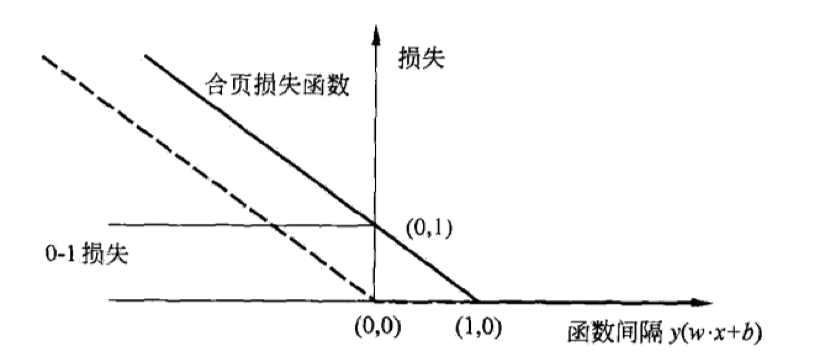 损失
合页损失函数
(0,1)
0-1 损失
(0,0)
(1,0)
函数间隔 y(w·x+b)